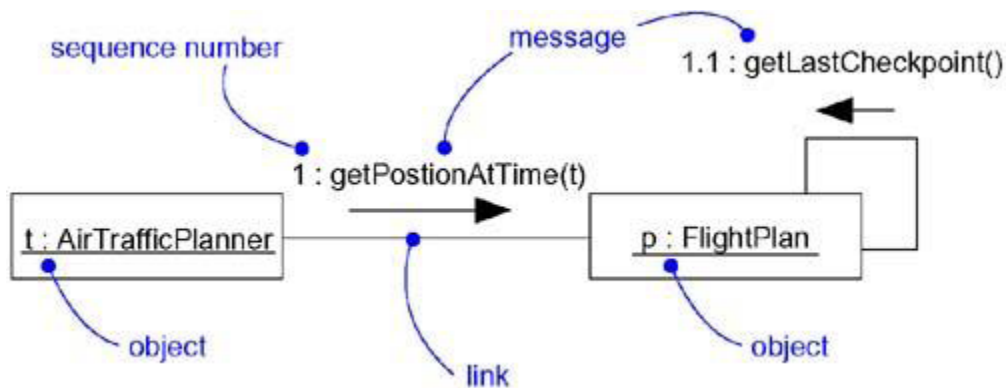 message
sequence number
1.1 : getLastCheckpoint()
1 : getPostionAtTime(t)
t : AirTrafficPlanner
p : FlightPlan
object
link
object